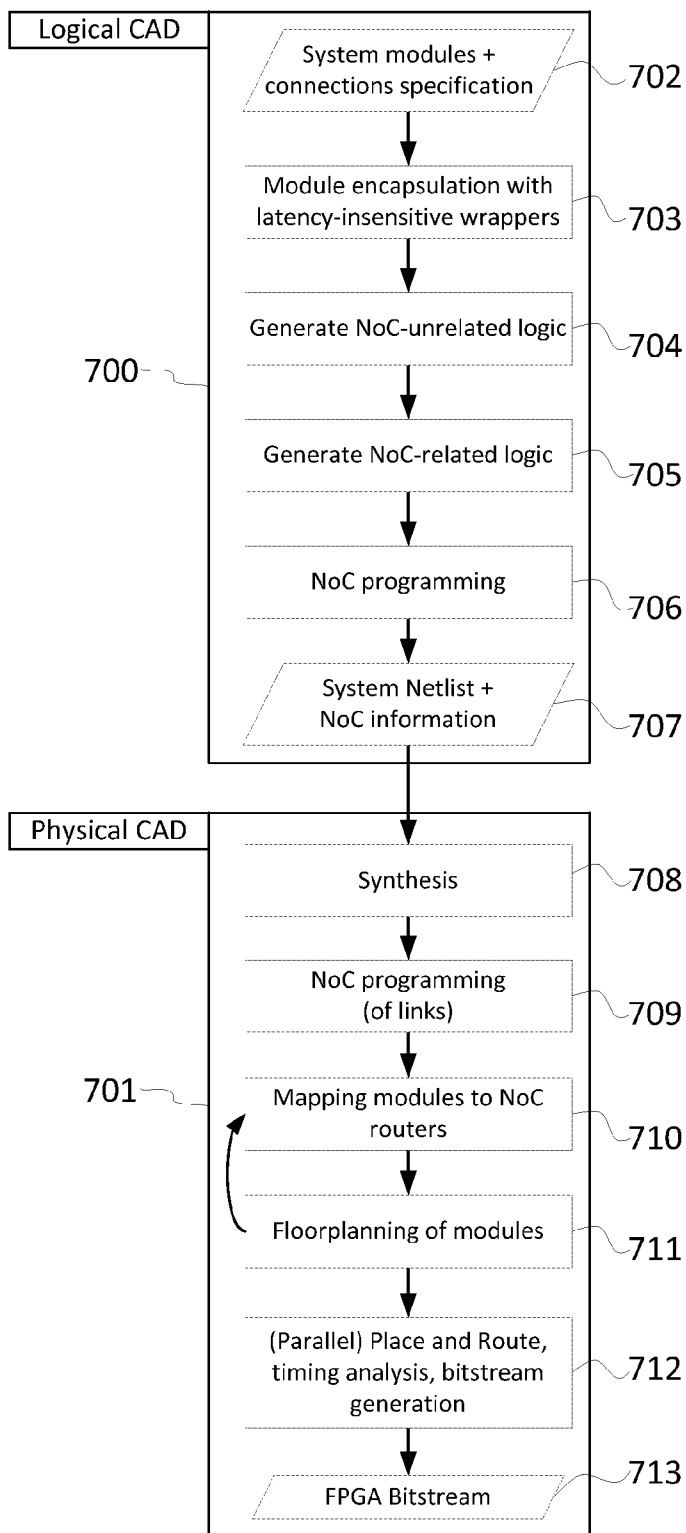 Logical CAD
System modules +
connections specification
702
Module encapsulation with
latency-insensitive wrappers
703
Generate NoC-unrelated logic
704
700
Generate NoC-related logic
705
NoC programming
706
System Netlist +
NoC information
707
Physical CAD
Synthesis
708
NoC programming
(of links)
709
701
Mapping modules to NoC
routers
710
Floorplanning of modules
711
(Parallel) Place and Route,
timing analysis, bitstream
generation
712
FPGA Bitstream
713